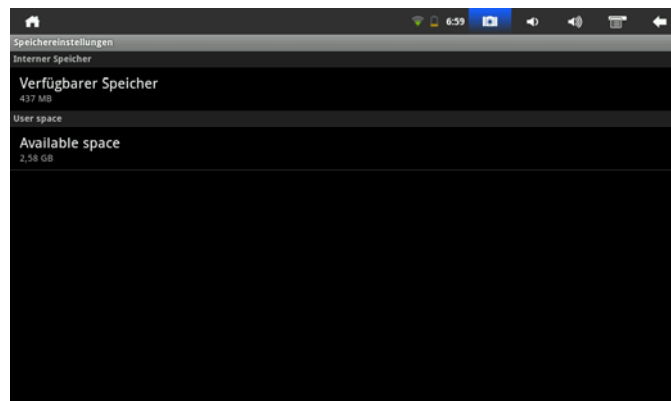 6:59
Speichereinstellungen
Interner Speicher
Verfügbarer Speicher
437 MB
User space
Available space
2,58 GB